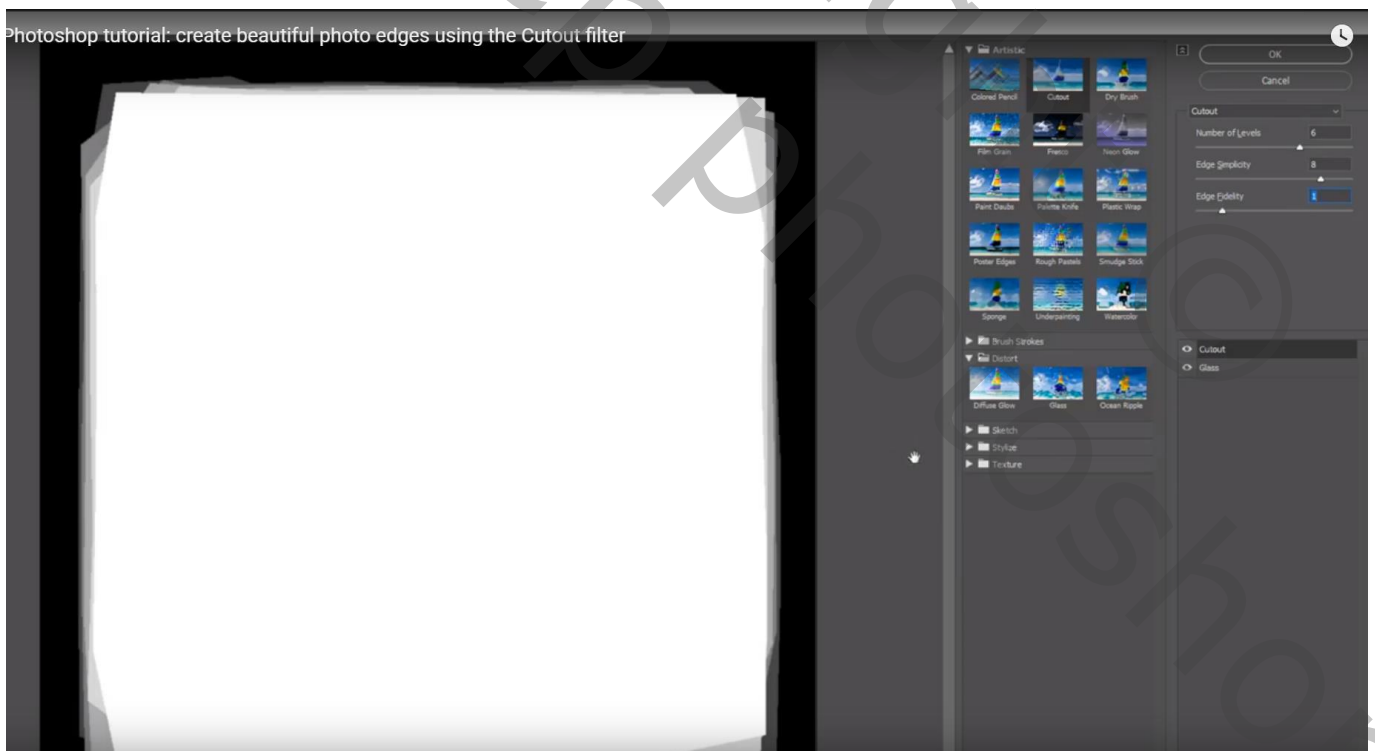 Photoshop tutorial: create beautiful photo edges using the Cutout filter
Artistic
Colored Pencil
Cutout
Dry Brush
Film Grain
Fresco
Neon Glow
Paint Daubs
Palette Knife
Plastic Wrap
Poster Edges
Rough Pastels
Smudge Stick
Sponge
Underpainting
Watercolor
Brush Strokes
Distort
Diffuse Glow
Glass
Ocean Ripple
Sketch
Stylize
Texture
OK
Cancel
Cutout
Number of Levels 6
Edge Simplicity 8
Edge Fidelity 1
Cutout
Glass
photoshop
©